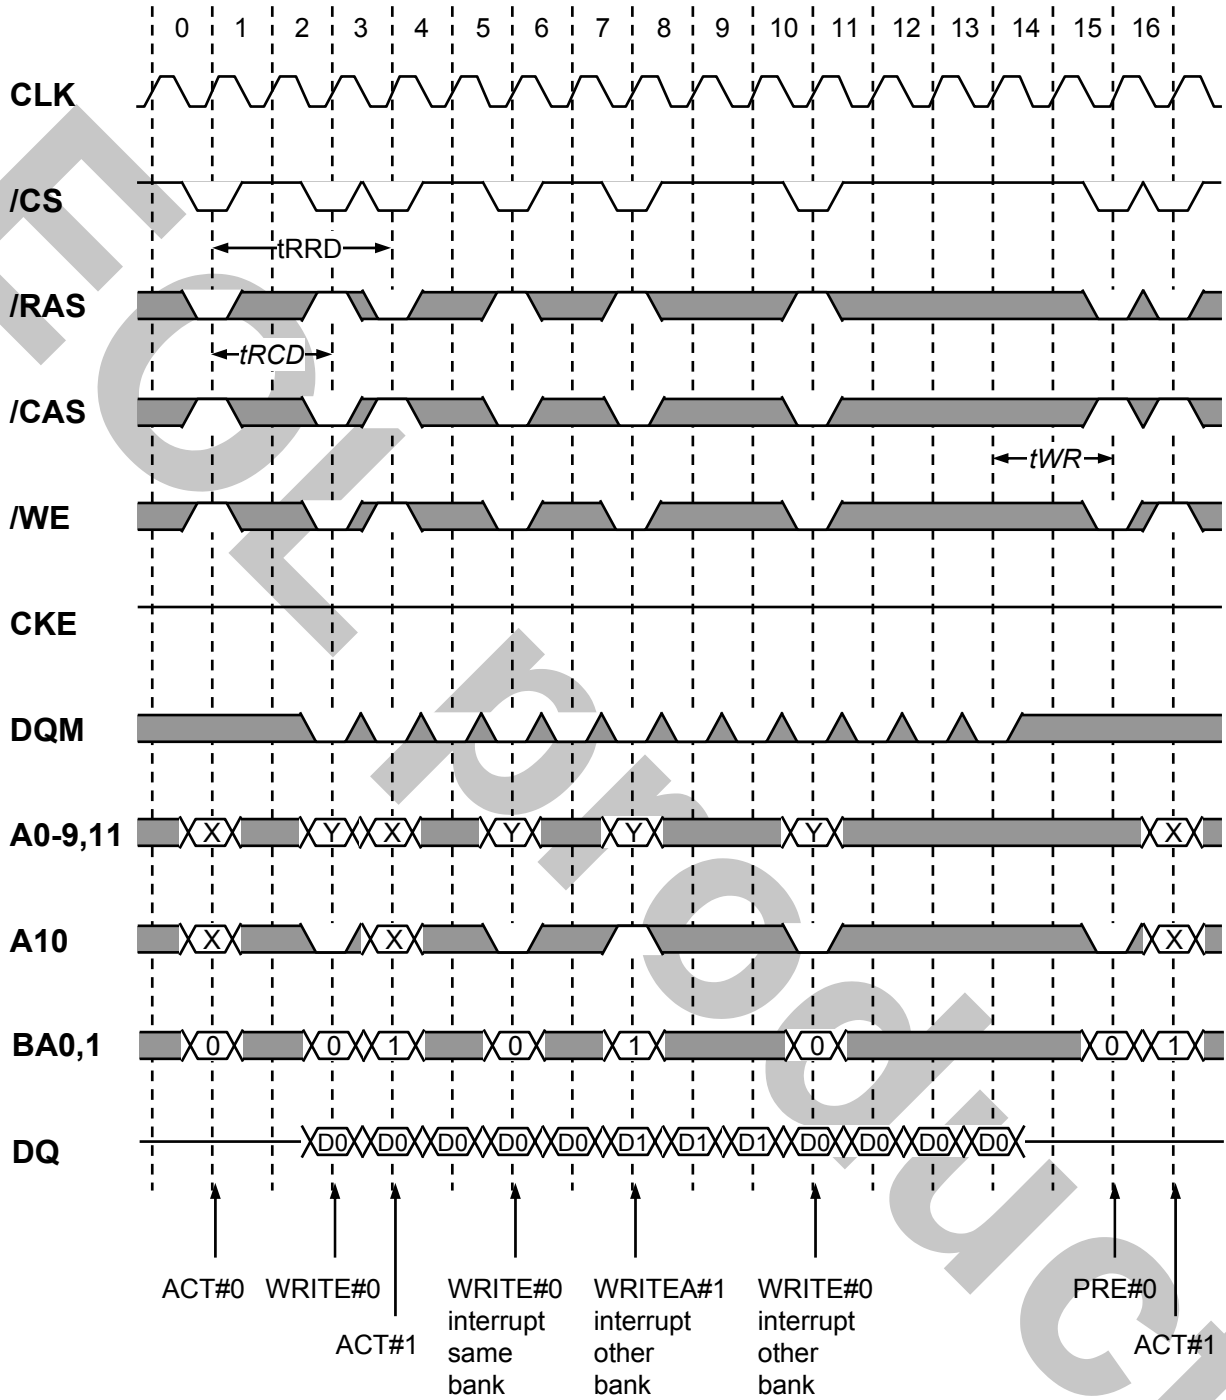 0 1 2 3 4 5 6 7 8 9 10 11 12 13 14 15 16
CLK
/CS
tRRD
/RAS
tRCD
/CAS
tWR
/WE
CKE
DQM
A0-9,11 X Y X Y Y Y X
A10 X X X
BA0,1 0 0 1 0 1 0 0 1
DQ D0 D0 D0 D0 D0 D1 D1 D1 D0 D0 D0 D0
ACT#0 WRITE#0 WRITE#0 WRITEA#1 WRITE#0 PRE#0
interrupt interrupt interrupt
ACT#1 same other other ACT#1
bank bank bank
EOL product